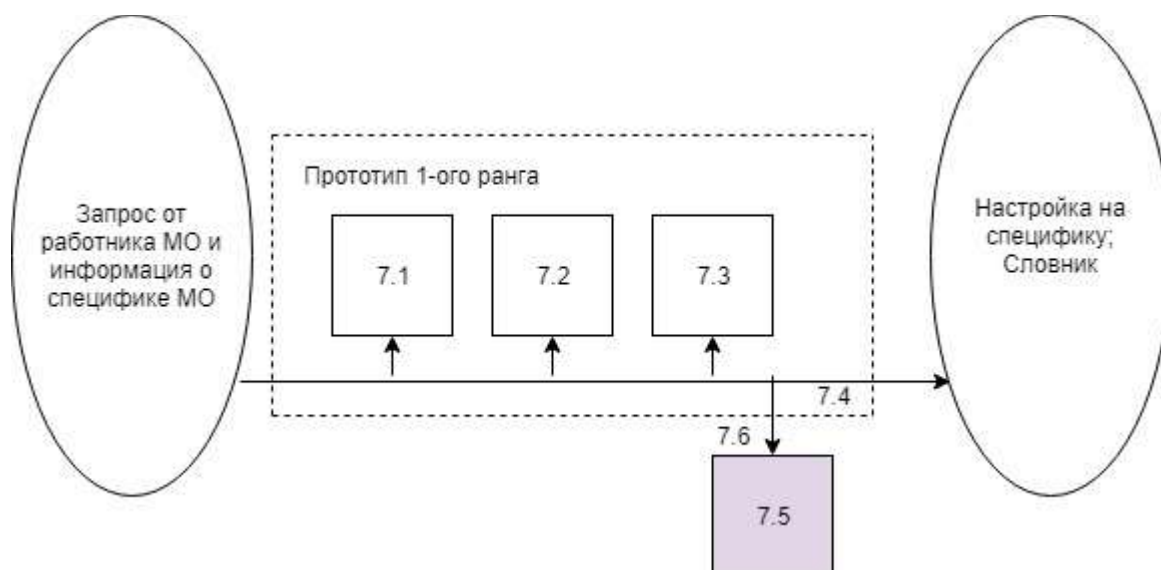 Запрос от
работника МО и
информация о
специфике МО
Прототип 1-ого ранга
7.1
7.2
7.3
7.4
7.6
7.5
Настройка на
специфику;
Словник